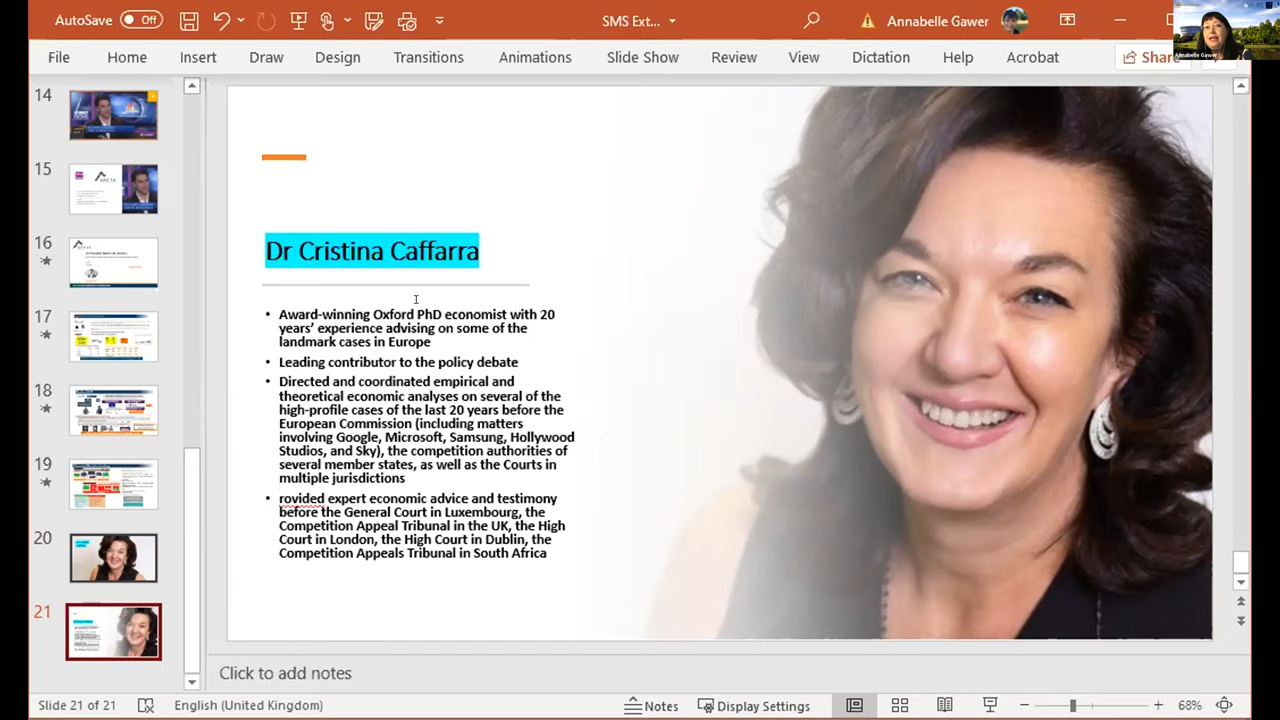 AutoSave Off
SMS Ext...
Annabelle Gawer
Annabelle Gawer
File Home Insert Draw Design Transitions Animations Slide Show Review View Dictation Help Acrobat Share
14
15
16
17
18
19
20
21
Dr Cristina Caffarra
• Award-winning Oxford PhD economist with 20
years’ experience advising on some of the
landmark cases in Europe
• Leading contributor to the policy debate
• Directed and coordinated empirical and
theoretical economic analyses on several of the
high-profile cases of the last 20 years before the
European Commission (including matters
involving Google, Microsoft, Samsung, Hollywood
Studios, and Sky), the competition authorities of
several member states, as well as the Courts in
multiple jurisdictions
• rovided expert economic advice and testimony
before the General Court in Luxembourg, the
Competition Appeal Tribunal in the UK, the High
Court in London, the High Court in Dublin, the
Competition Appeals Tribunal in South Africa
Click to add notes
Slide 21 of 21 English (United Kingdom) Notes Display Settings 68%